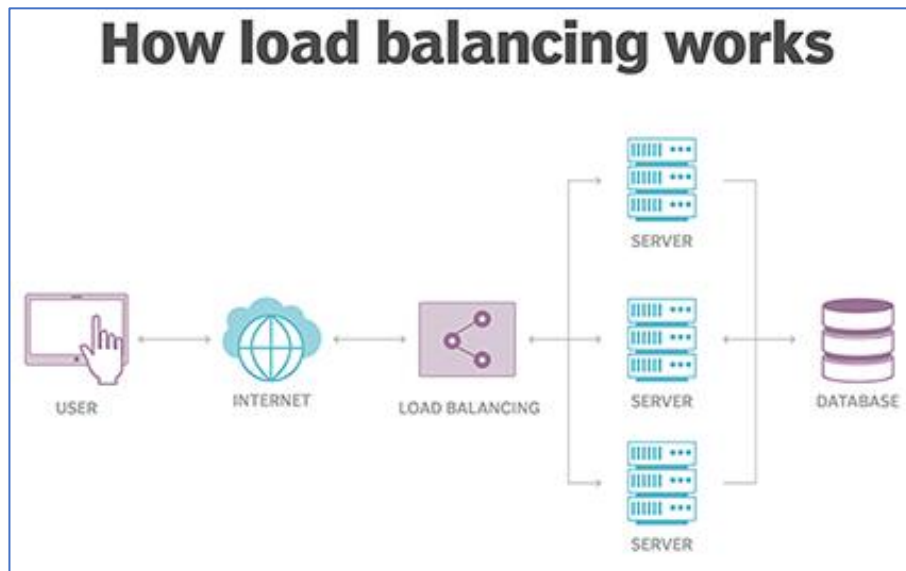 How load balancing works
SERVER
USER
INTERNET
LOAD BALANCING
SERVER
DATABASE
SERVER